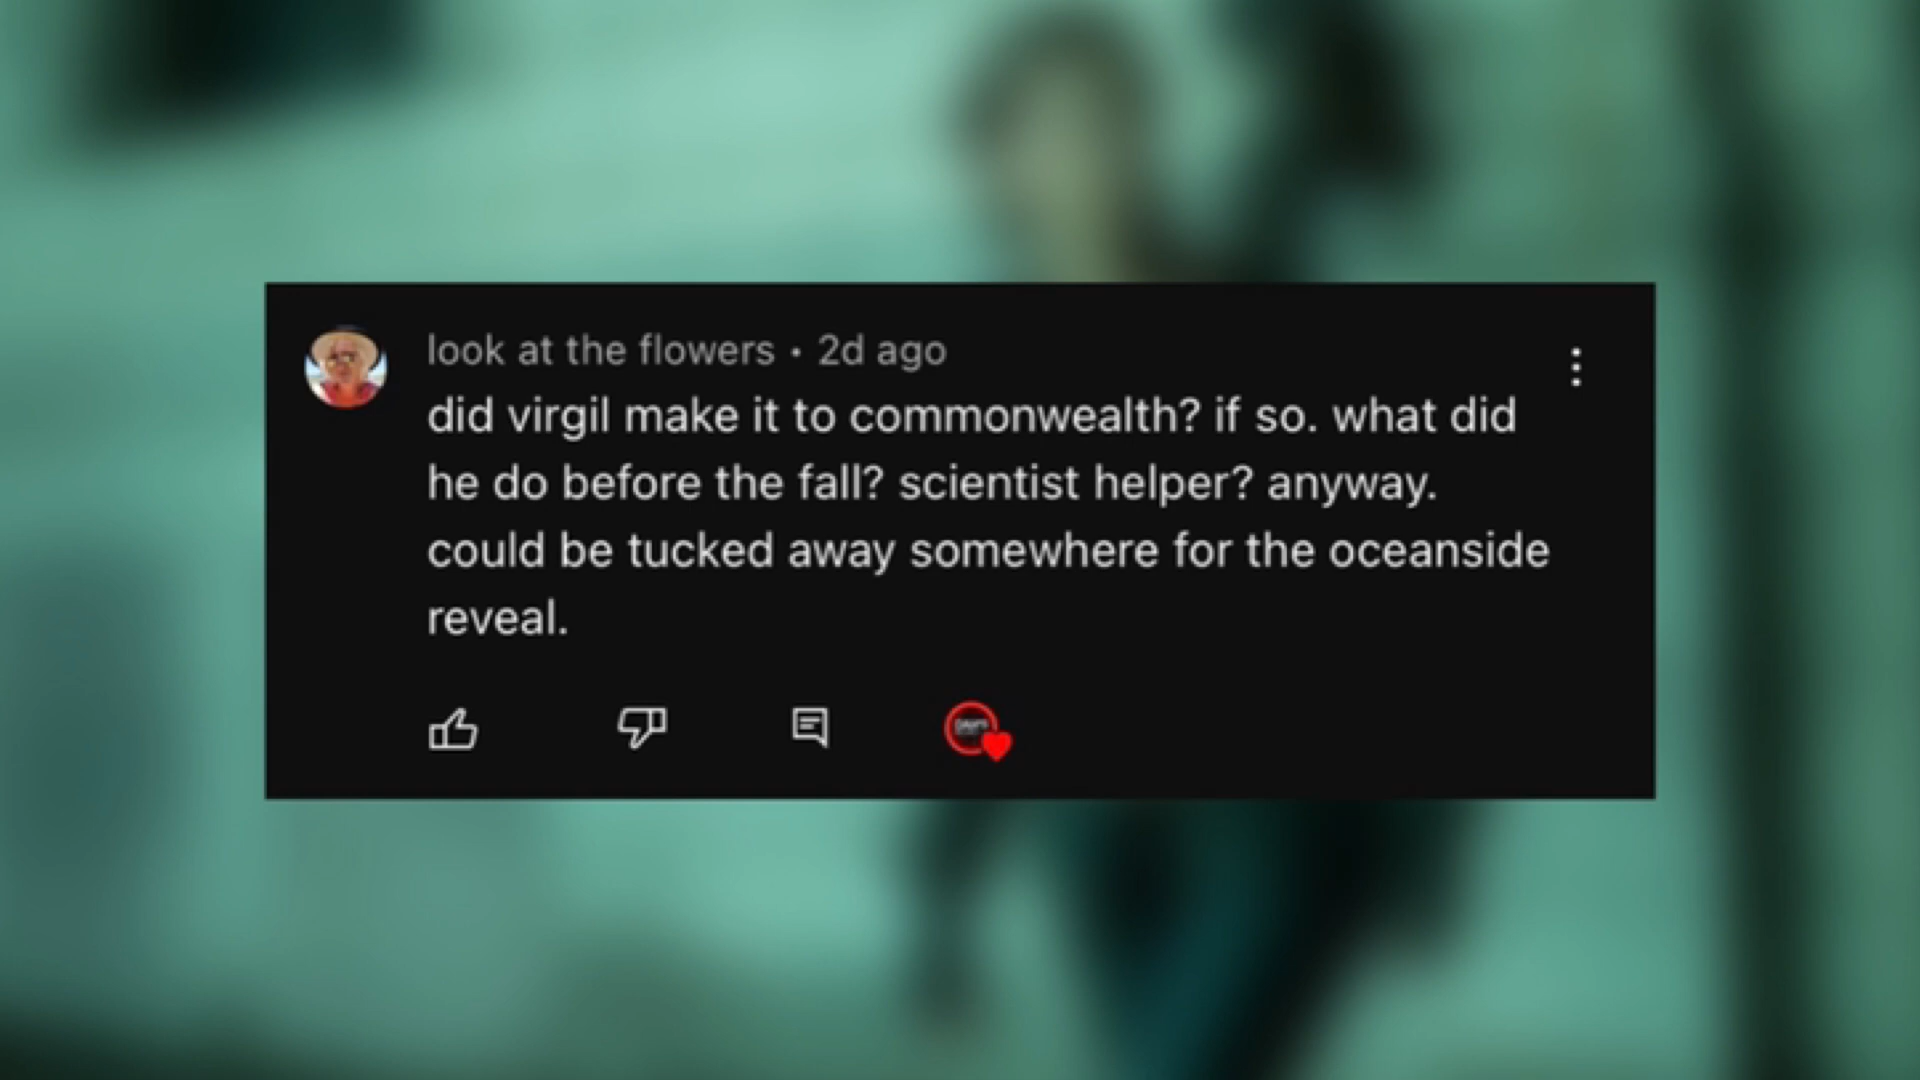 look at the flowers • 2d ago
did virgil make it to commonwealth? if so. what did
he do before the fall? scientist helper? anyway.
could be tucked away somewhere for the oceanside
reveal.